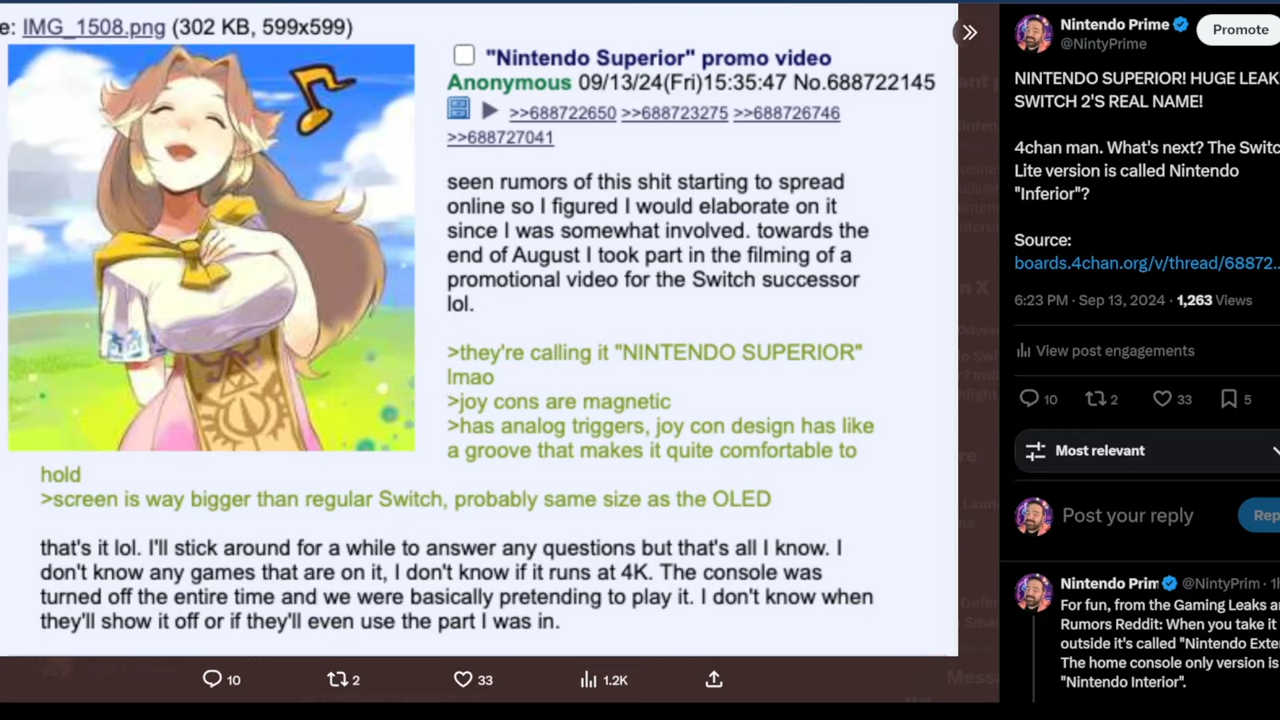 e: IMG_1508.png (302 KB, 599x599)
"Nintendo Superior" promo video
Anonymous 09/13/24(Fri)15:35:47 No.688722145
>>688722650 >>688723275 >>688726746
>>688727041
seen rumors of this shit starting to spread
online so I figured I would elaborate on it
since I was somewhat involved. towards the
end of August I took part in the filming of a
promotional video for the Switch successor
lol.
>they're calling it "NINTENDO SUPERIOR"
lmao
>joy cons are magnetic
>has analog triggers, joy con design has like
a groove that makes it quite comfortable to
hold
>screen is way bigger than regular Switch, probably same size as the OLED
that's it lol. I'll stick around for a while to answer any questions but that's all I know. I
don't know any games that are on it, I don't know if it runs at 4K. The console was
turned off the entire time and we were basically pretending to play it. I don't know when
they'll show it off or if they'll even use the part I was in.
10 2 33 1.2K
Nintendo Prime
@NintyPrime
Promote
NINTENDO SUPERIOR! HUGE LEAK
SWITCH 2'S REAL NAME!
4chan man. What's next? The Switc
Lite version is called Nintendo
"Inferior"?
Source:
boards.4chan.org/v/thread/68872...
6:23 PM · Sep 13, 2024 · 1,263 Views
View post engagements
10 2 33 5
Most relevant
Post your reply
Rep
Nintendo Prim @NintyPrim · 1h
For fun, from the Gaming Leaks a
Rumors Reddit: When you take it
outside it's called "Nintendo Exte
The home console only version is
"Nintendo Interior".